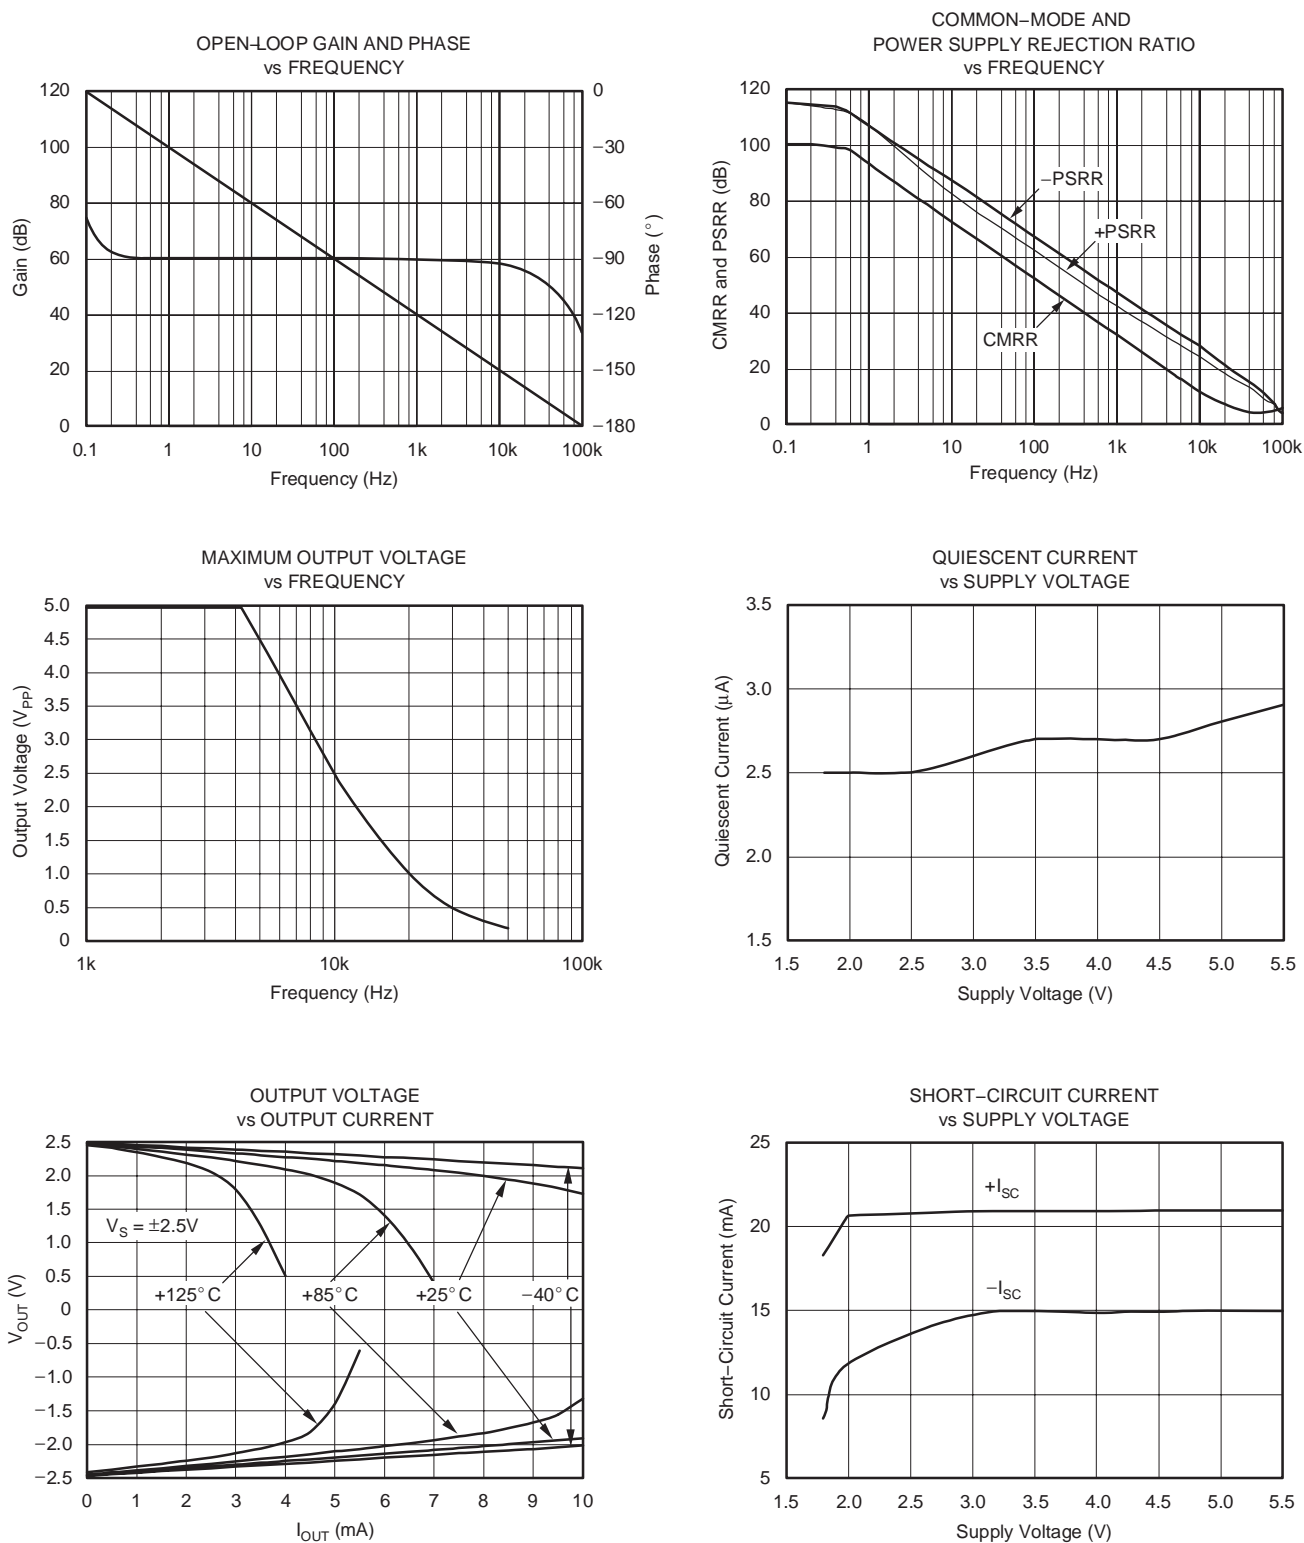 OPEN−LOOP GAIN AND PHASE
vs FREQUENCY
120
100
80
60
40
20
0
Gain (dB)
0
−30
−60
−90
−120
−150
−180
Phase (°)
0.1 1 10 100 1k 10k 100k
Frequency (Hz)
COMMON−MODE AND
POWER SUPPLY REJECTION RATIO
vs FREQUENCY
120
100
80
60
40
20
0
CMRR and PSRR (dB)
−PSRR
+PSRR
CMRR
0.1 1 10 100 1k 10k 100k
Frequency (Hz)
MAXIMUM OUTPUT VOLTAGE
vs FREQUENCY
5.0
4.5
4.0
3.5
3.0
2.5
2.0
1.5
1.0
0.5
0
Output Voltage (VPP)
1k 10k 100k
Frequency (Hz)
QUIESCENT CURRENT
vs SUPPLY VOLTAGE
3.5
3.0
2.5
2.0
1.5
Quiescent Current (μA)
1.5 2.0 2.5 3.0 3.5 4.0 4.5 5.0 5.5
Supply Voltage (V)
OUTPUT VOLTAGE
vs OUTPUT CURRENT
2.5
2.0
1.5
1.0
0.5
0
−0.5
−1.0
−1.5
−2.0
−2.5
VOUT (V)
VS = ±2.5V
+125°C +85°C +25°C −40°C
0 1 2 3 4 5 6 7 8 9 10
IOUT (mA)
SHORT−CIRCUIT CURRENT
vs SUPPLY VOLTAGE
25
20
15
10
5
Short−Circuit Current (mA)
+ISC
−ISC
1.5 2.0 2.5 3.0 3.5 4.0 4.5 5.0 5.5
Supply Voltage (V)